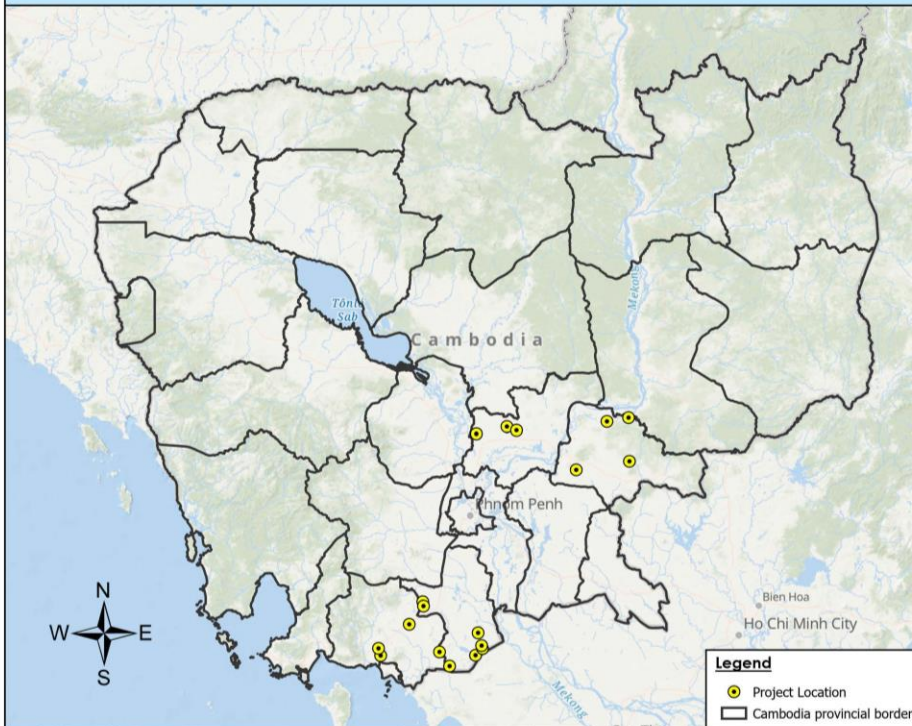 Mekong
Tônlé
Sab
Cambodia
Phnom Penh
Bien Hoa
Ho Chi Minh City
Mekong
N
W
E
S
Legend
Project Location
Cambodia provincial border